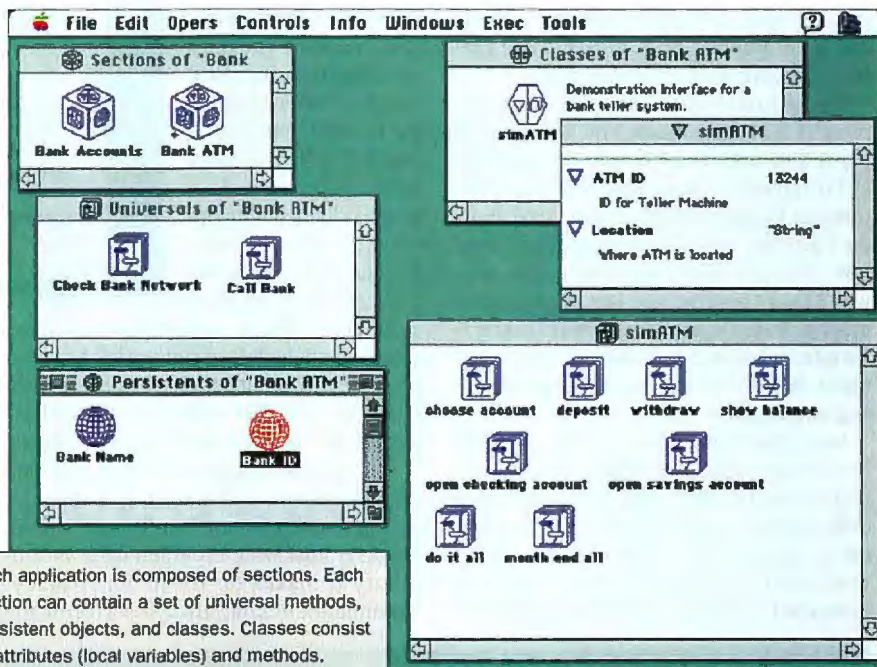 File Edit Opers Controls Info Windows Exec Tools
Sections of "Bank
Bank Accounts Bank ATM
Universals of "Bank ATM"
Check Bank Network Call Bank
Persistents of "Bank ATM"
Bank Name Bank ID
Classes of "Bank ATM"
simATM
Demonstration Interface for a
bank teller system.
simATM
ATM ID 13244
ID for Teller Machine
Location "String"
Where ATM is located
simATM
choose account deposit withdraw show balance
open checking account open savings account
do it all month end all
ch application is composed of sections. Each
ction can contain a set of universal methods,
sistent objects, and classes. Classes consist
attributes (local variables) and methods.